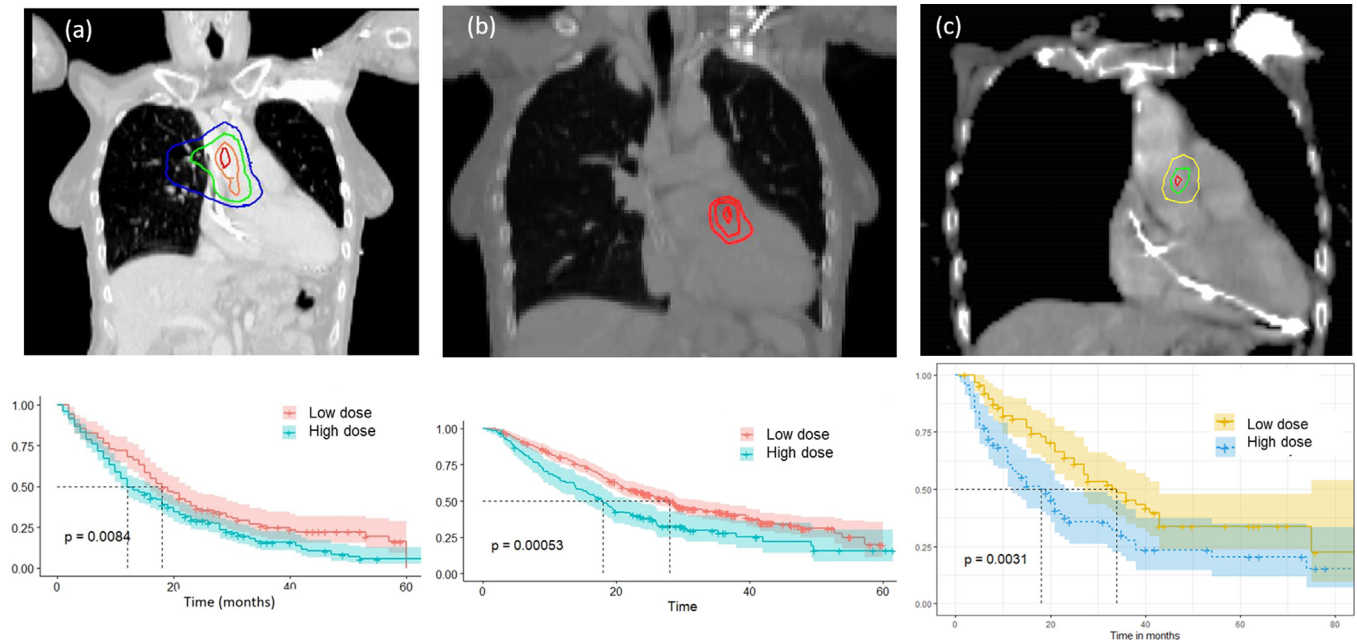 (a)
(b)
(c)
1.00
0.75
0.50
0.25
0.00
Low dose
High dose
p = 0.0084
0
20
40
60
Time (months)
1.00
0.75
0.50
0.25
0.00
Low dose
High dose
p = 0.00053
0
20
40
60
Time
1.00
0.75
0.50
0.25
0.00
Low dose
High dose
p = 0.0031
0
20
40
60
80
Time in months